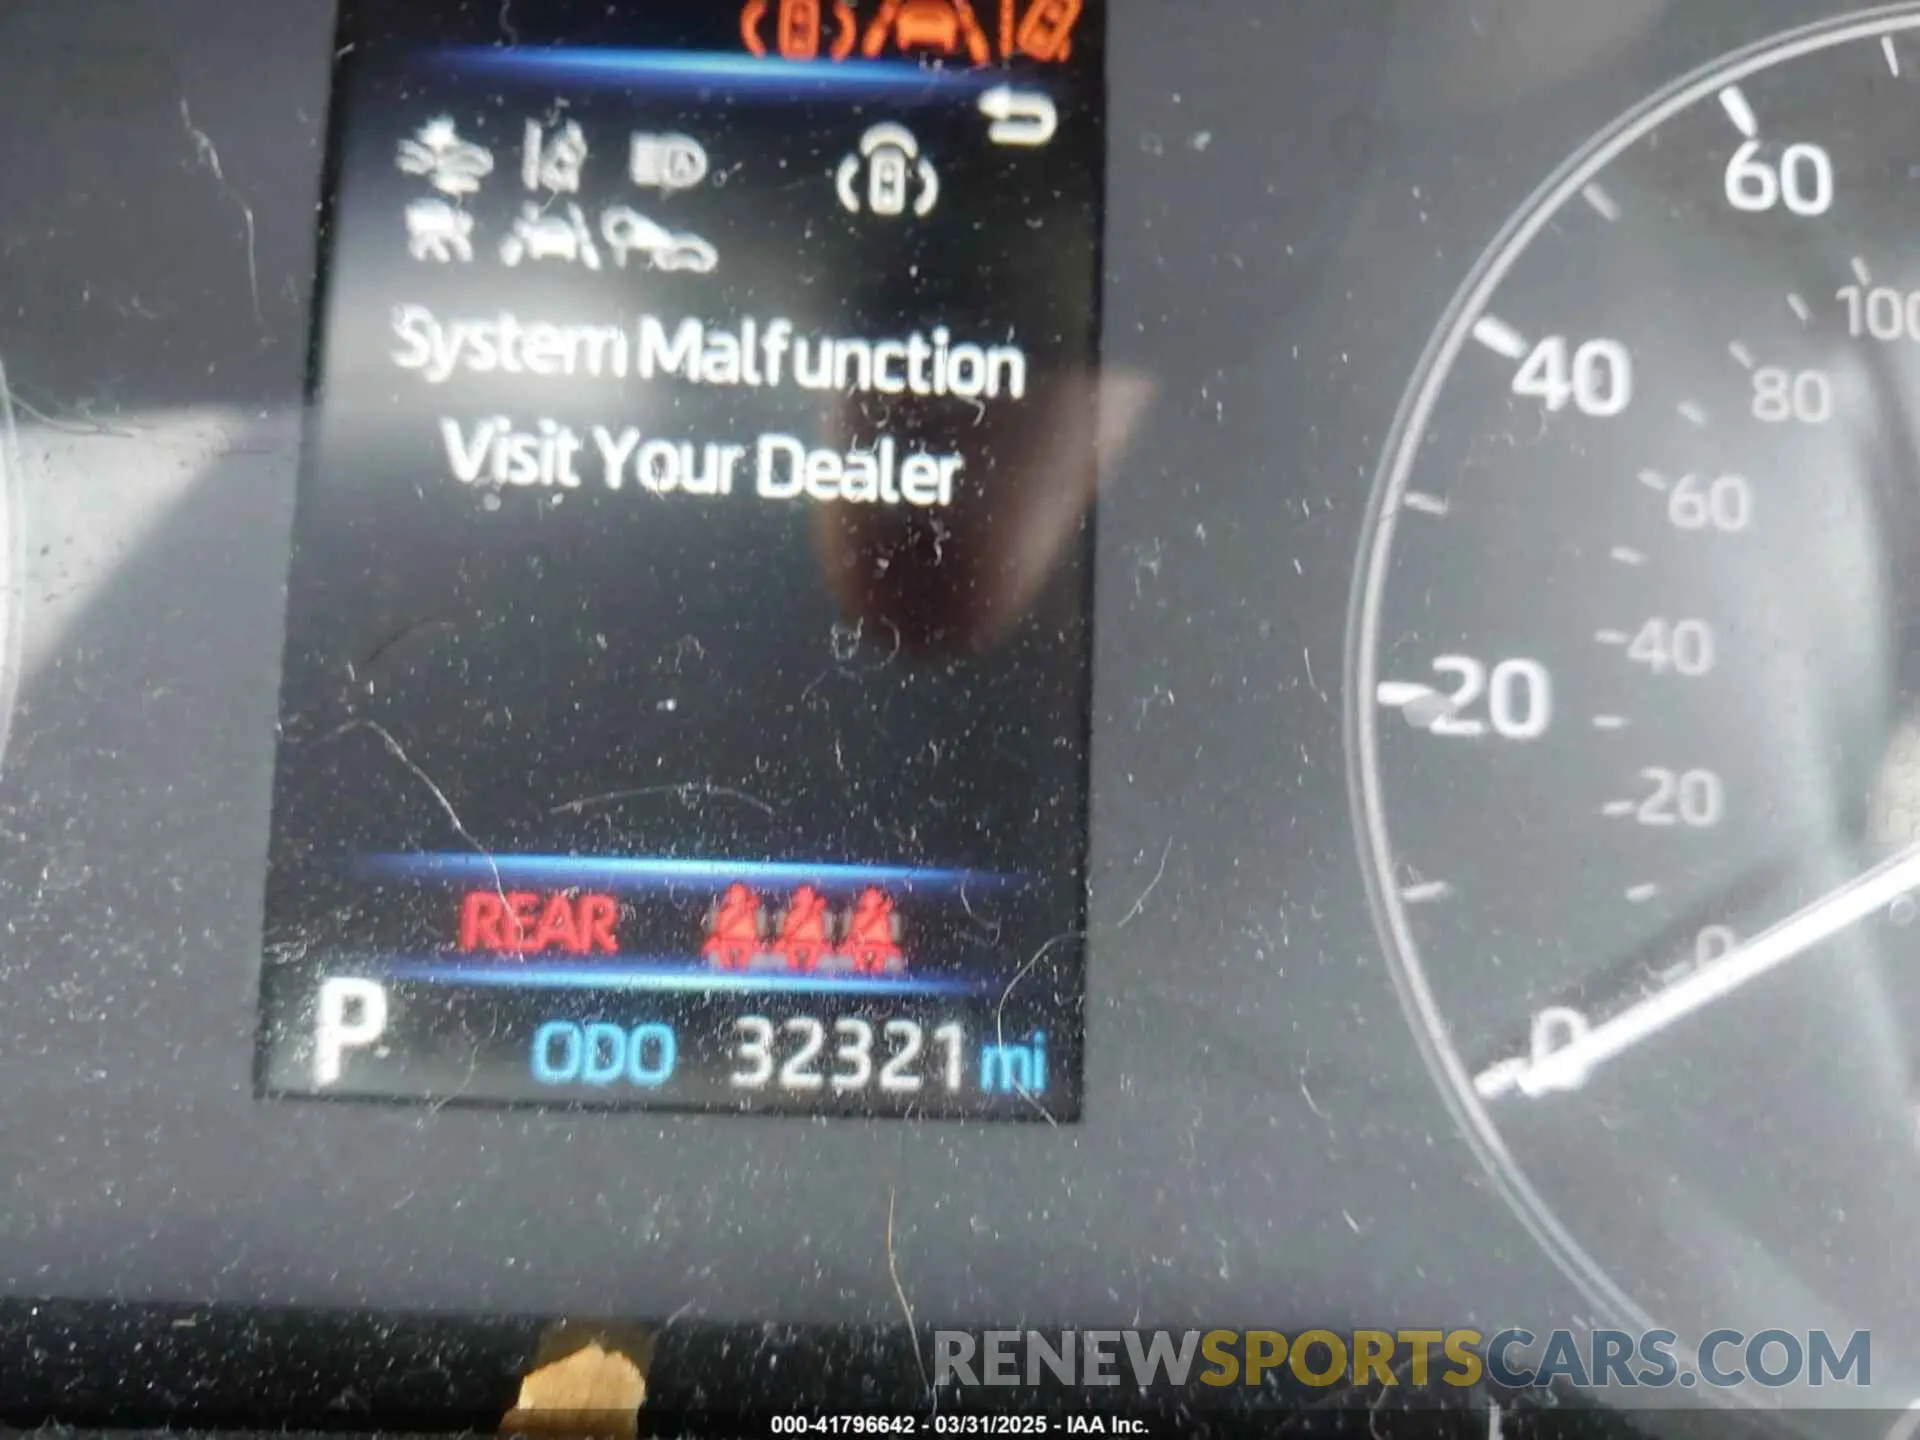 System Malfunction
Visit Your Dealer
REAR
P ODO 32321 mi
60
40
20
0
100
80
60
40
20
0
RENEWSPORTSCARS.COM
000-41796642 - 03/31/2025 - IAA Inc.